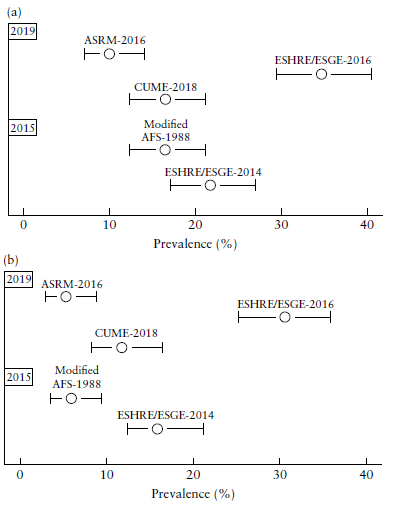 (a)
2019
ASRM-2016
ESHRE/ESGE-2016
CUME-2018
2015
Modified
AFS-1988
ESHRE/ESGE-2014
0 10 20 30 40
Prevalence (%)
(b)
2019
ASRM-2016
ESHRE/ESGE-2016
CUME-2018
2015
Modified
AFS-1988
ESHRE/ESGE-2014
0 10 20 30 40
Prevalence (%)